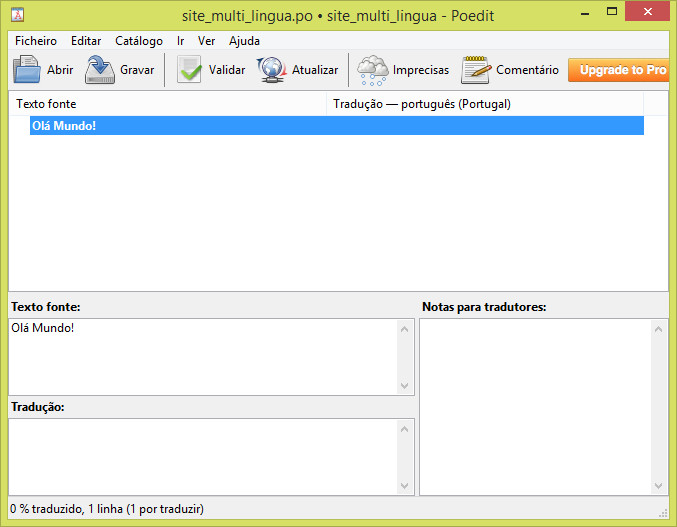 site_multi_lingua.po • site_multi_lingua - Poedit
Ficheiro Editar Catálogo Ir Ver Ajuda
Abrir Gravar Validar Atualizar Imprecisas Comentário Upgrade to Pro
Texto fonte Tradução — português (Portugal)
Olá Mundo!
Texto fonte: Notas para tradutores:
Olá Mundo!
Tradução:
0 % traduzido, 1 linha (1 por traduzir)